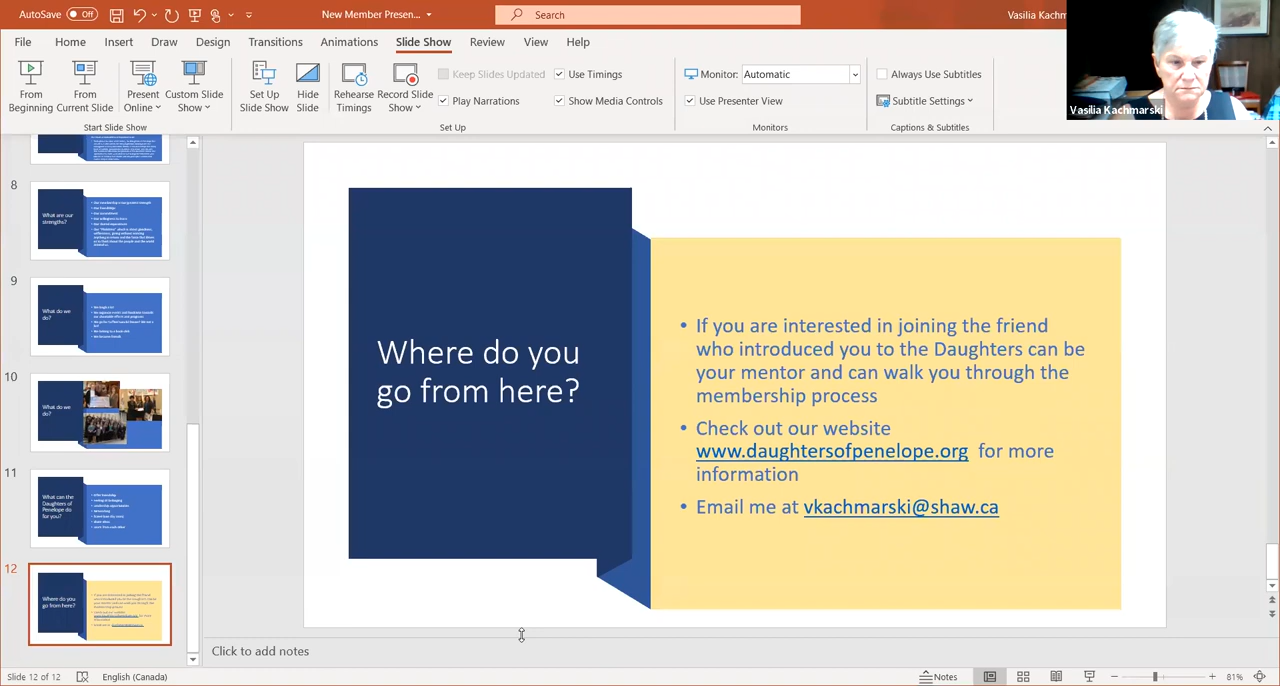 AutoSave Off New Member Presen... Search Vasilia Kachm
File Home Insert Draw Design Transitions Animations Slide Show Review View Help
From Beginning
From Current Slide
Present Online
Custom Slide Show
Start Slide Show
Set Up Slide Show
Hide Slide
Rehearse Timings
Record Slide Show
Keep Slides Updated
Play Narrations
Use Timings
Show Media Controls
Set Up
Monitor: Automatic
Use Presenter View
Monitors
Always Use Subtitles
Subtitle Settings
Captions & Subtitles
Vasilia Kachmarski
8
What are our
strengths?
9
What do we
do?
10
What do we
do?
11
What can the
Daughters of
Penelope do
for you?
12
Where do you
go from here?
Where do you
go from here?
• If you are interested in joining the friend
who introduced you to the Daughters can be
your mentor and can walk you through the
membership process
• Check out our website
www.daughtersofpenelope.org for more
information
• Email me at vkachmarski@shaw.ca
Click to add notes
Slide 12 of 12 English (Canada) Notes 81%